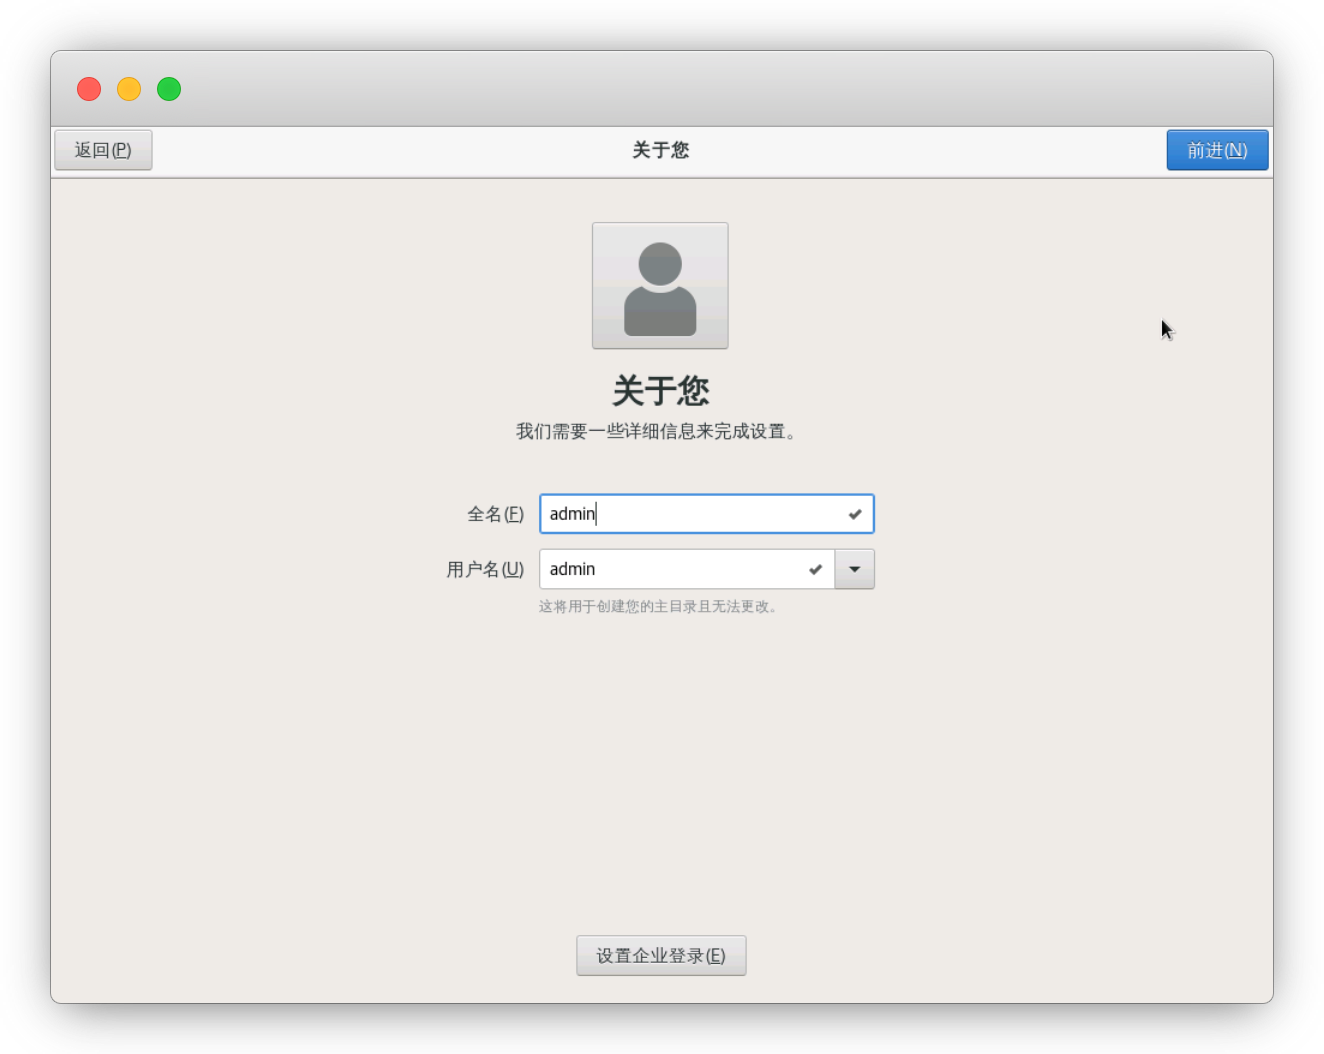 返回(P)
关于您
前进(N)
关于您
我们需要一些详细信息来完成设置。
全名(F)
admin
用户名(U)
admin
这将用于创建您的主目录且无法更改。
设置企业登录(E)